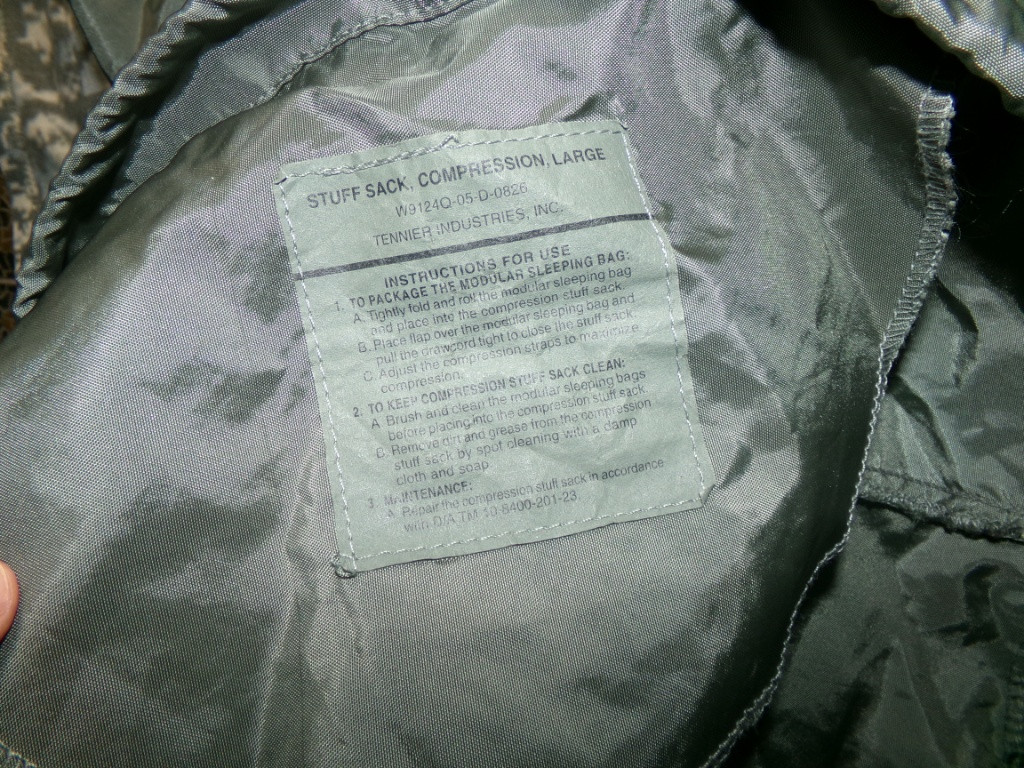 STUFF SACK, COMPRESSION, LARGE
W9124Q-05-D-0826
TENNIER INDUSTRIES, INC.
INSTRUCTIONS FOR USE
1. TO PACKAGE THE MODULAR SLEEPING BAG:
A. Tightly fold and roll the modular sleeping bag
and place into the compression stuff sack.
B. Place flap over the modular sleeping bag and
pull the drawcord tight to close the stuff sack.
C. Adjust the compression straps to maximize
compression.
2. TO KEEP COMPRESSION STUFF SACK CLEAN:
A Brush and clean the modular sleeping bags
before placing into the compression stuff sack.
B. Remove dirt and grease from the compression
stuff sack by spot cleaning with a damp
cloth and soap.
3 MAINTENANCE:
A. Repair the compression stuff sack in accordance
with D/A TM 10-8400-201-23.